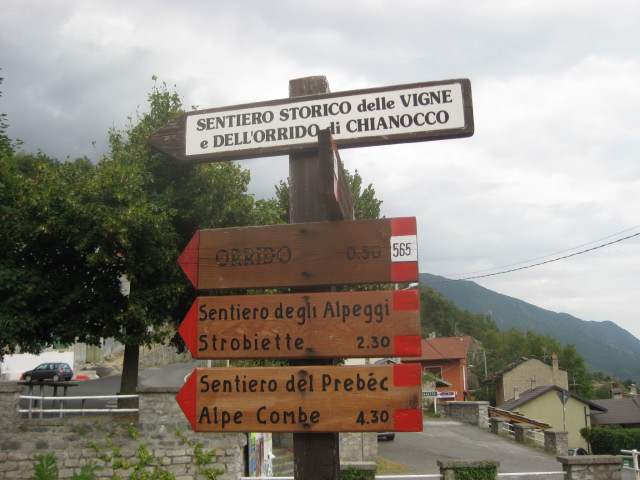 SENTIERO STORICO delle VIGNE
e DELL'ORRIDO di CHIANOCCO
ORRIDO 0.50
565
Sentiero degli Alpeggi
Strobiette 2.30
Sentiero del Prebéc
Alpe Combe 4.30